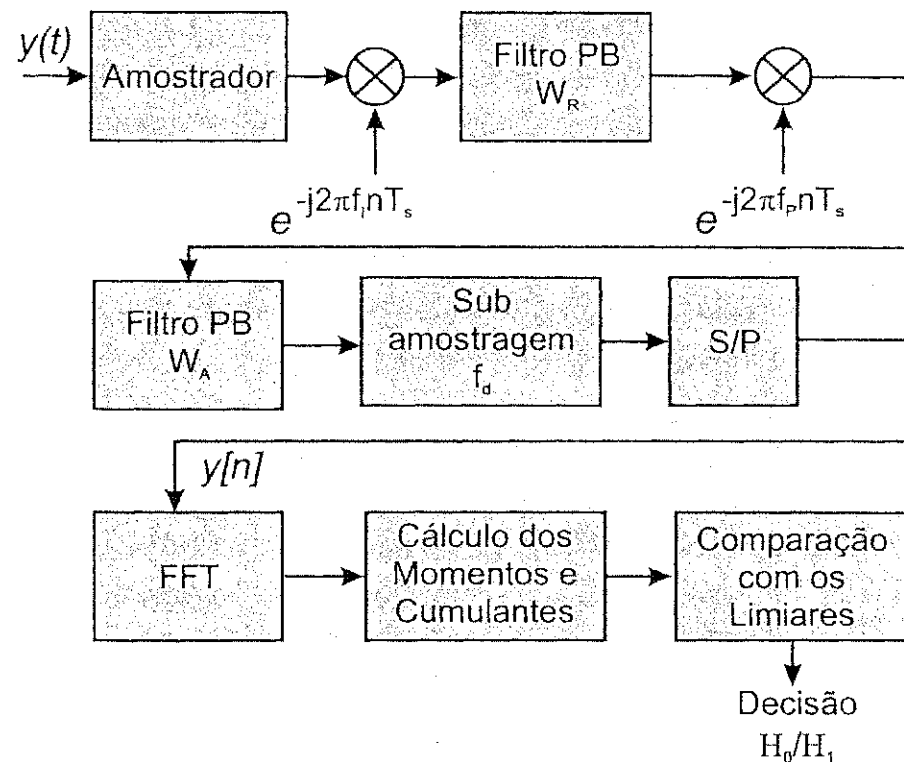 y(t)
Amostrador
Filtro PB
W_R
e^-j2πf_i nT_s
e^-j2πf_P nT_s
Filtro PB
W_A
Sub
amostragem
f_d
S/P
y[n]
FFT
Cálculo dos
Momentos e
Cumulantes
Comparação
com os
Limiares
Decisão
H_0/H_1